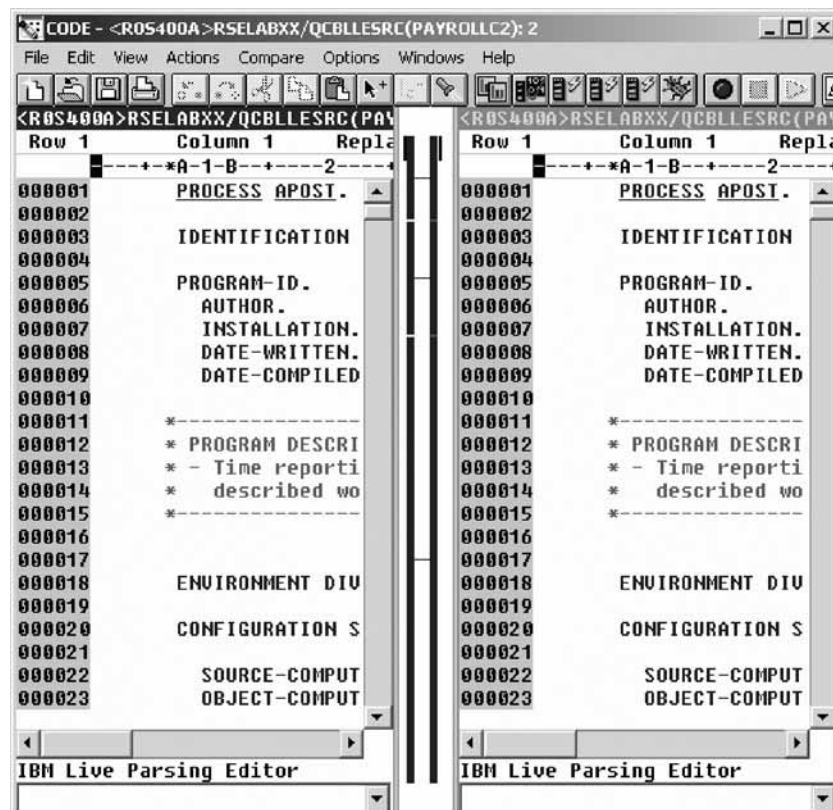 CODE - <ROS400A>RSELABXX/QCBLLESRC(PAYROLLC2): 2
File Edit View Actions Compare Options Windows Help
<ROS400A>RSELABXX/QCBLLESRC(PAY
Row 1 Column 1 Repla
----+-*A-1-B--+----2----+
000001 PROCESS APOST.
000002
000003 IDENTIFICATION
000004
000005 PROGRAM-ID.
000006 AUTHOR.
000007 INSTALLATION.
000008 DATE-WRITTEN.
000009 DATE-COMPILED
000010
000011 *---------------
000012 * PROGRAM DESCRI
000013 * - Time reporti
000014 * described wo
000015 *---------------
000016
000017
000018 ENVIRONMENT DIV
000019
000020 CONFIGURATION S
000021
000022 SOURCE-COMPUT
000023 OBJECT-COMPUT
IBM Live Parsing Editor
<ROS400A>RSELABXX/QCBLLESRC(PAY
Row 1 Column 1 Repla
----+-*A-1-B--+----2----+
000001 PROCESS APOST.
000002
000003 IDENTIFICATION
000004
000005 PROGRAM-ID.
000006 AUTHOR.
000007 INSTALLATION.
000008 DATE-WRITTEN.
000009 DATE-COMPILED
000010
000011 *---------------
000012 * PROGRAM DESCRI
000013 * - Time reporti
000014 * described wo
000015 *---------------
000016
000017
000018 ENVIRONMENT DIV
000019
000020 CONFIGURATION S
000021
000022 SOURCE-COMPUT
000023 OBJECT-COMPUT
IBM Live Parsing Editor